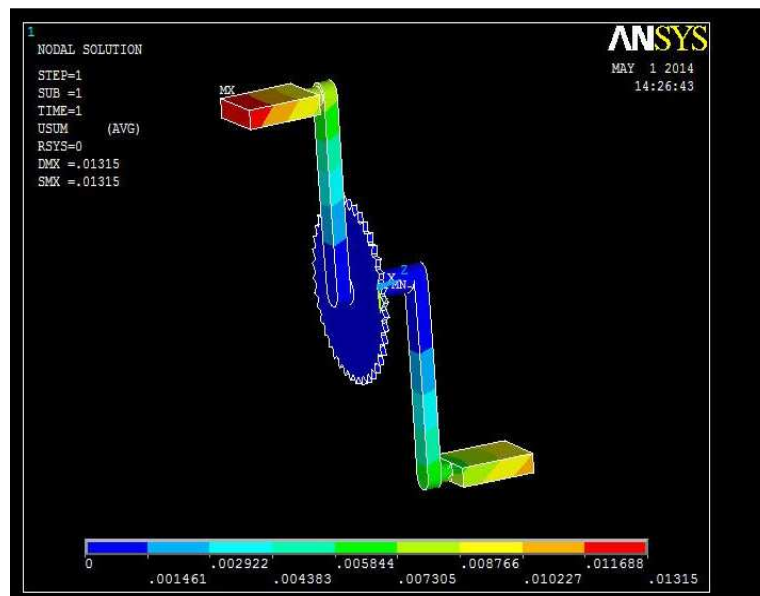 1
NODAL SOLUTION
STEP=1
SUB =1
TIME=1
USUM (AVG)
RSYS=0
DMX =.01315
SMX =.01315
ANSYS
MAY 1 2014
14:26:43
MX
Z
X
MN
0 .002922 .005844 .008766 .011688
.001461 .004383 .007305 .010227 .01315